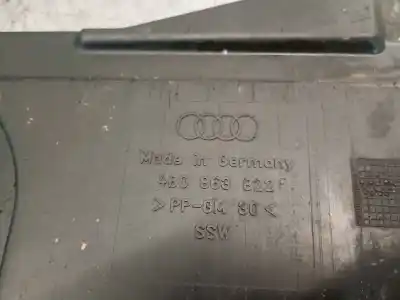 Made in Germany
4B0 863 822 F
>PP-GM 30<
SSW